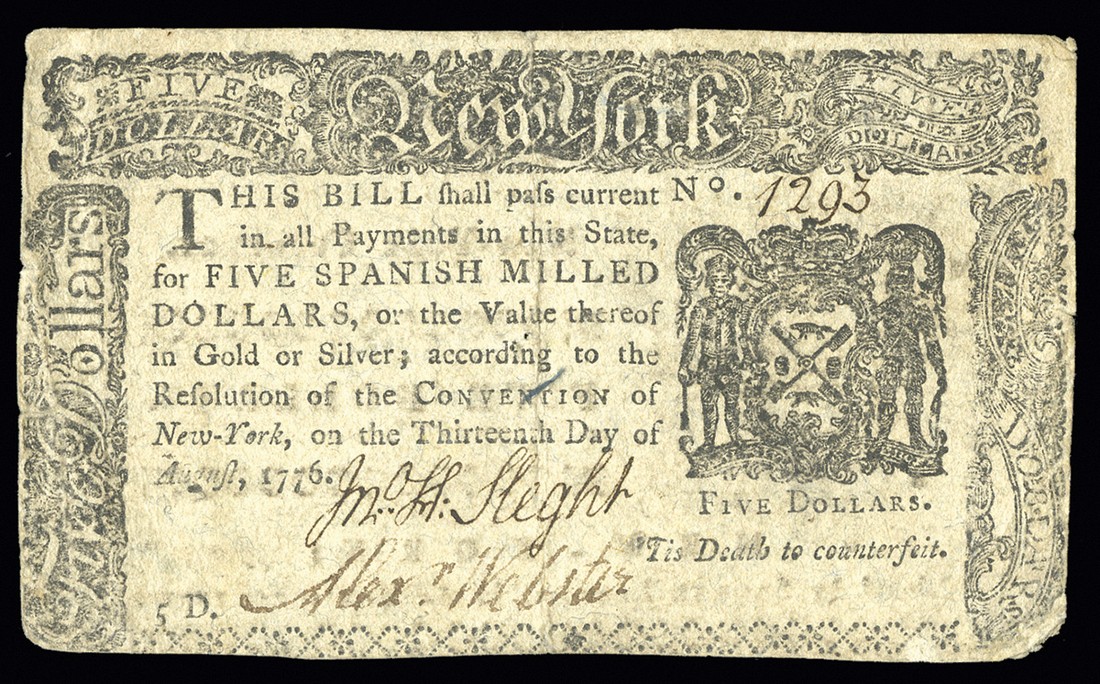 FIVE
DOLLARS
New York
FIVE
DOLLARS
Five Dollars
THIS BILL ſhall paſs current
in all Payments in this State,
for FIVE SPANISH MILLED
DOLLARS, or the Value thereof
in Gold or Silver; according to the
Reſolution of the CONVENTION of
New-York, on the Thirteenth Day of
Auguſt, 1776.
No. 1293
FIVE DOLLARS.
'Tis Death to counterfeit.
Jno. H. Sleght
Alexr. Webster
5 D.
DOLLARS